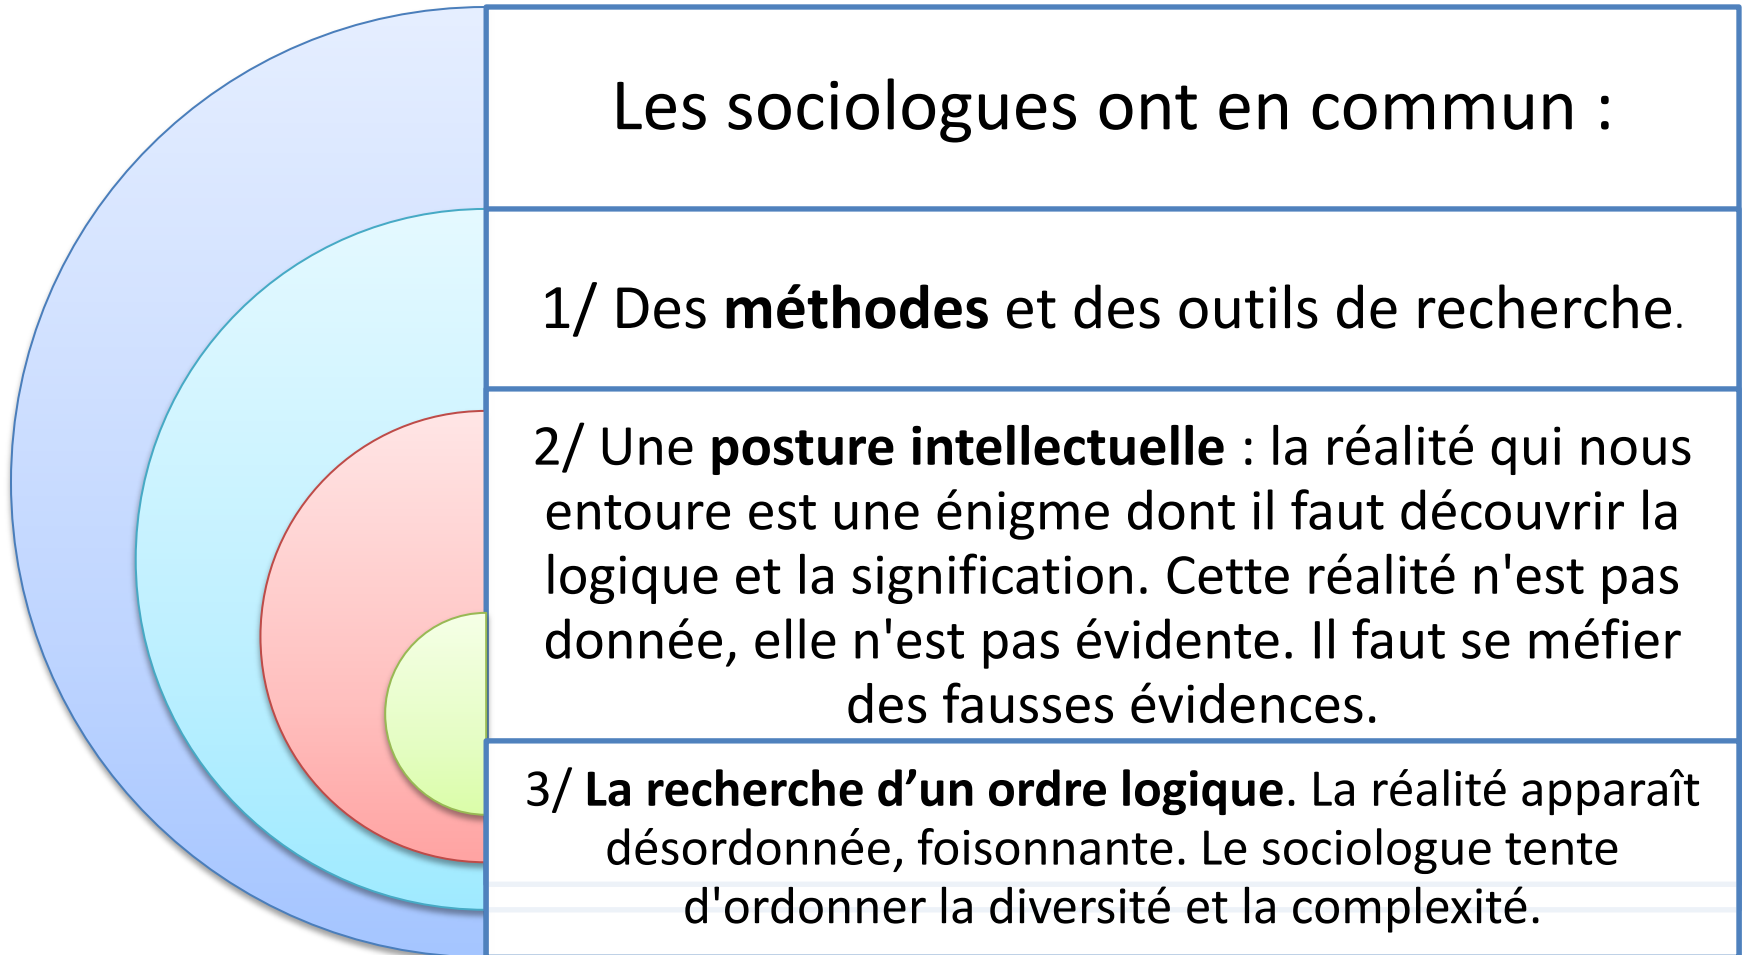 Les sociologues ont en commun :
1/ Des méthodes et des outils de recherche.
2/ Une posture intellectuelle : la réalité qui nous
entoure est une énigme dont il faut découvrir la
logique et la signification. Cette réalité n'est pas
donnée, elle n'est pas évidente. Il faut se méfier
des fausses évidences.
3/ La recherche d’un ordre logique. La réalité apparaît
désordonnée, foisonnante. Le sociologue tente
d'ordonner la diversité et la complexité.